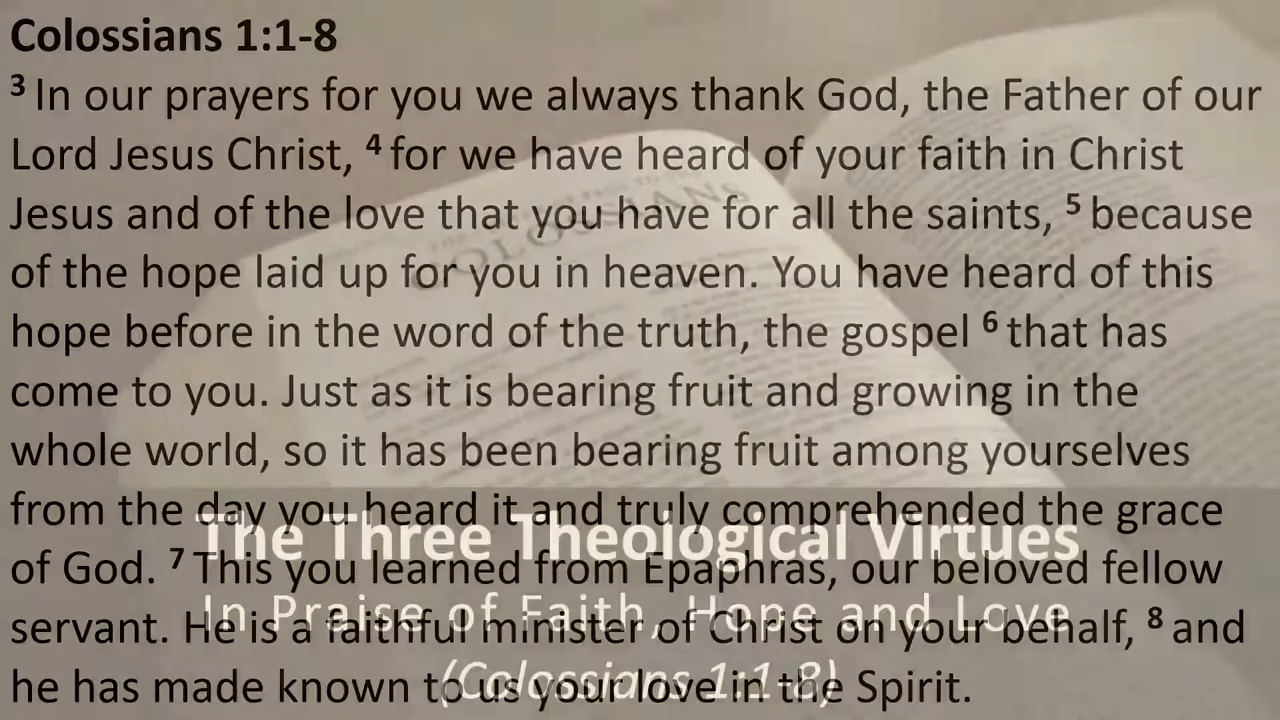 Colossians 1:1-8
3 In our prayers for you we always thank God, the Father of our
Lord Jesus Christ, 4 for we have heard of your faith in Christ
Jesus and of the love that you have for all the saints, 5 because
of the hope laid up for you in heaven. You have heard of this
hope before in the word of the truth, the gospel 6 that has
come to you. Just as it is bearing fruit and growing in the
whole world, so it has been bearing fruit among yourselves
from the day you heard it and truly comprehended the grace
of God. 7 This you learned from Epaphras, our beloved fellow
servant. He is a faithful minister of Christ on your behalf, 8 and
he has made known to us your love in the Spirit.
COLOSSIANS
The Three Theological Virtues
In Praise of Faith, Hope and Love
(Colossians 1:1-8)